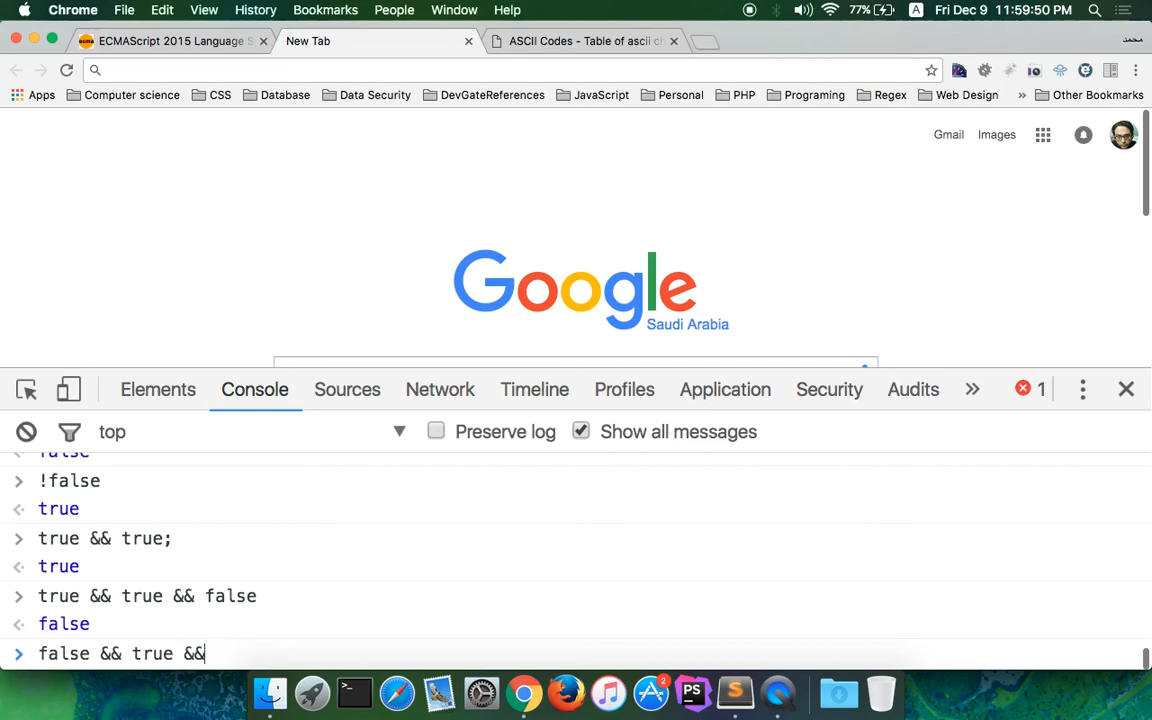 Chrome File Edit View History Bookmarks People Window Help 77% A Fri Dec 9 11:59:50 PM
ECMAScript 2015 Language S New Tab ASCII Codes - Table of ascii ch محمد
Apps Computer science CSS Database Data Security DevGateReferences JavaScript Personal PHP Programing Regex Web Design » Other Bookmarks
Gmail Images
Google
Saudi Arabia
Elements Console Sources Network Timeline Profiles Application Security Audits » 1
top Preserve log Show all messages
false
> !false
true
> true && true;
true
> true && true && false
false
> false && true &&
2